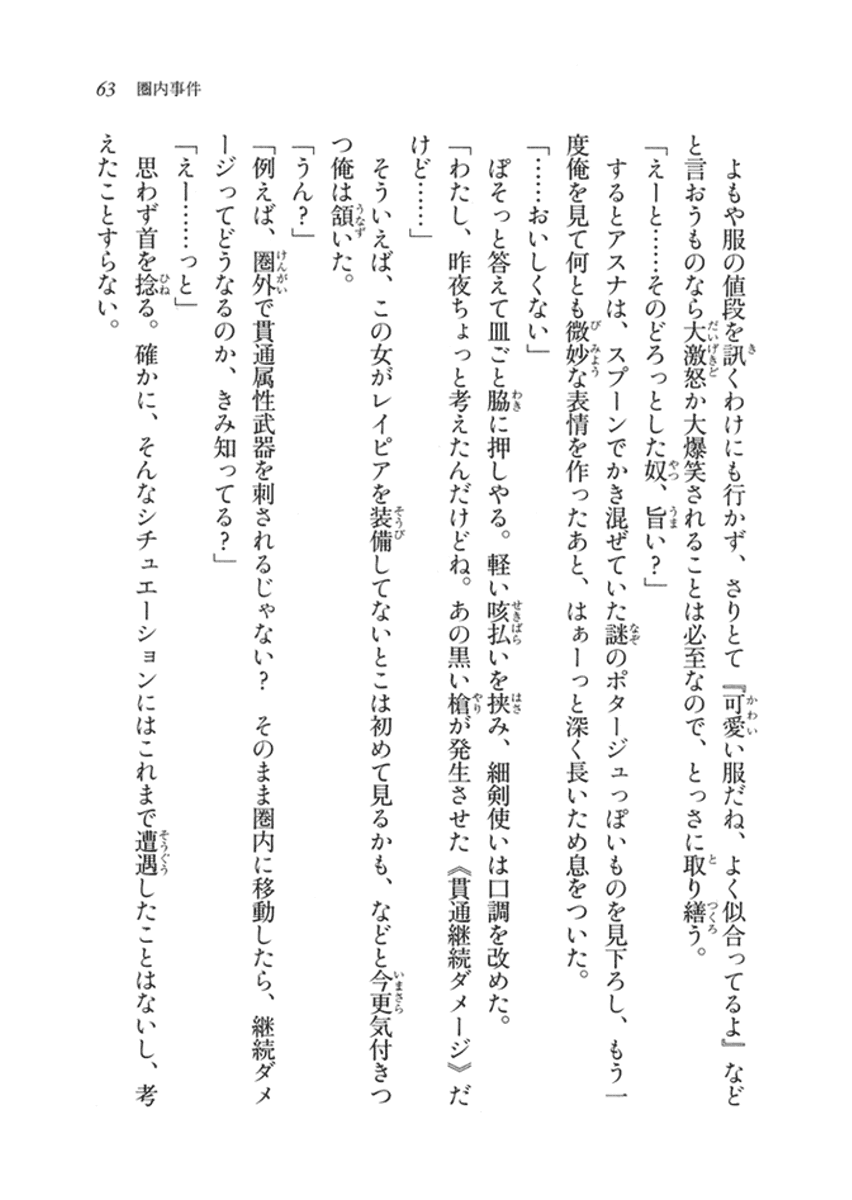 63　圏内事件
よもや服の値段を訊くわけにも行かず、さりとて『可愛い服だね、よく似合ってるよ』など
と言おうものなら大激怒か大爆笑されることは必至なので、とっさに取り繕う。
「えーと……そのどろっとした奴、旨い？」
するとアスナは、スプーンでかき混ぜていた謎のポタージュっぽいものを見下ろし、もう一
度俺を見て何とも微妙な表情を作ったあと、はぁーっと深く長いため息をついた。
「……おいしくない」
ぽそっと答えて皿ごと脇に押しやる。軽い咳払いを挟み、細剣使いは口調を改めた。
「わたし、昨夜ちょっと考えたんだけどね。あの黒い槍が発生させた《貫通継続ダメージ》だ
けど……」
そういえば、この女がレイピアを装備してないとこは初めて見るかも、などと今更気付きつ
つ俺は頷いた。
「うん？」
「例えば、圏外で貫通属性武器を刺されるじゃない？　そのまま圏内に移動したら、継続ダメ
ージってどうなるのか、きみ知ってる？」
「えー……っと」
思わず首を捻る。確かに、そんなシチュエーションにはこれまで遭遇したことはないし、考
えたことすらない。